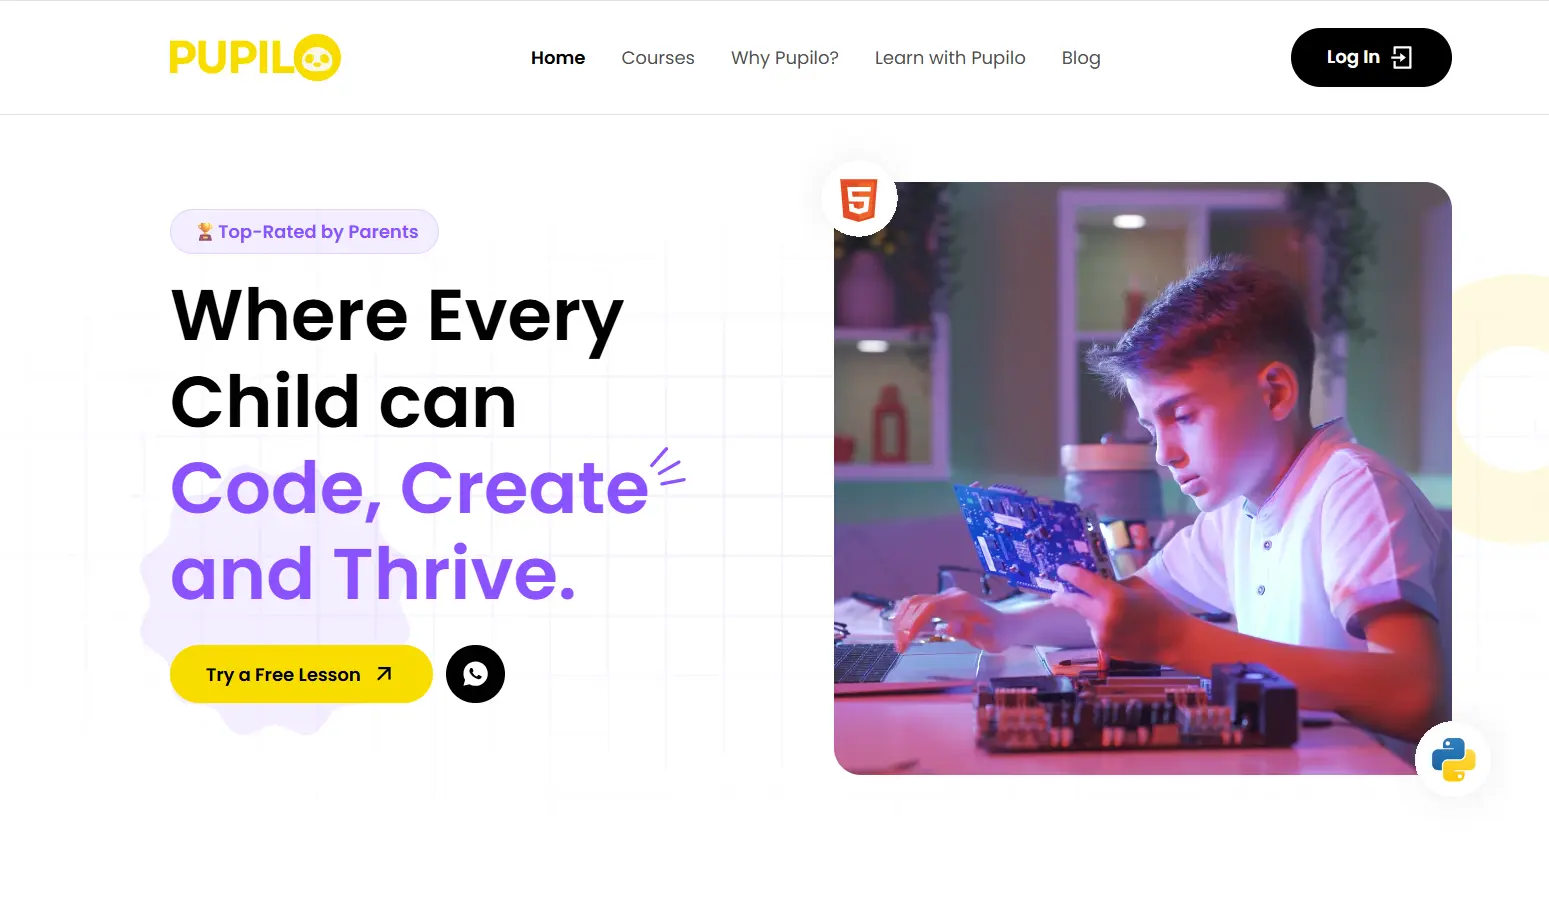 PUPILO
Home
Courses
Why Pupilo?
Learn with Pupilo
Blog
Log In
🏆 Top-Rated by Parents
Where Every
Child can
Code, Create
and Thrive.
Try a Free Lesson